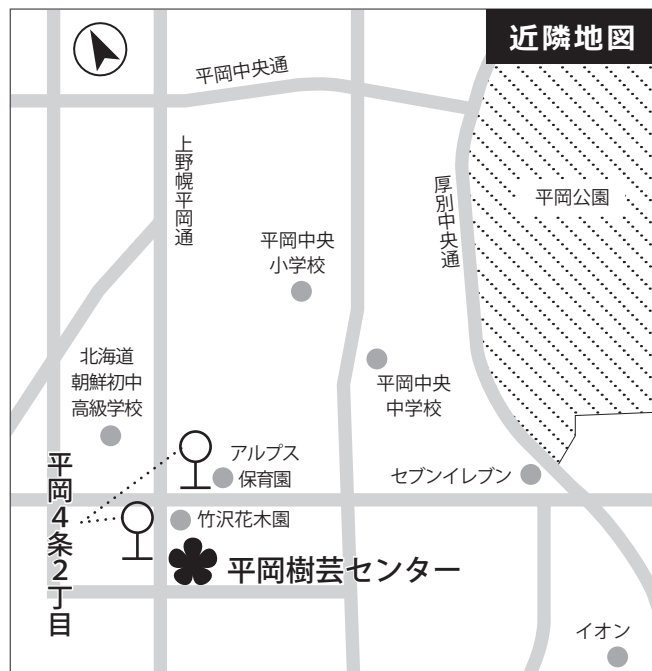 近隣地図
平岡中央通
上野幌平岡通
厚別中央通
平岡公園
平岡中央
小学校
北海道
朝鮮初中
高級学校
平岡中央
中学校
アルプス
保育園
セブンイレブン
平岡4条2丁目
竹沢花木園
平岡樹芸センター
イオン